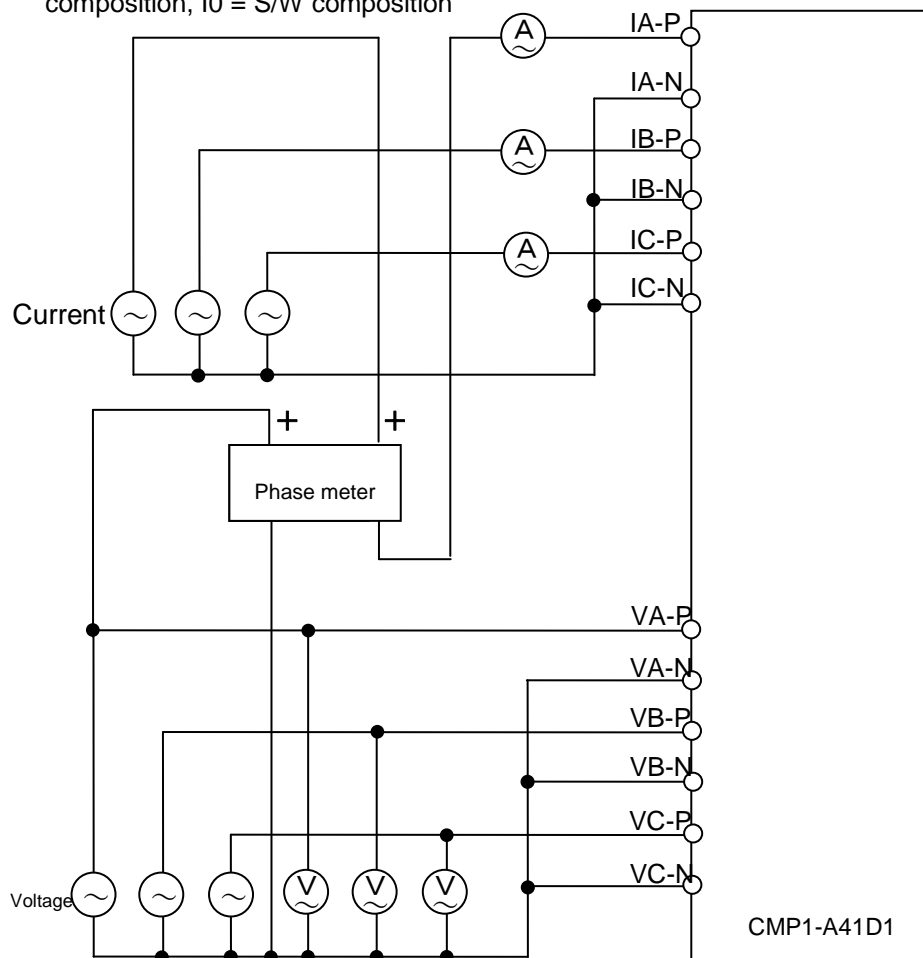 composition, I0 = S/W composition
A
IA-P
IA-N
A
IB-P
IB-N
A
IC-P
IC-N
Current
+ +
Phase meter
VA-P
VA-N
VB-P
VB-N
VC-P
VC-N
Voltage
V V V
CMP1-A41D1